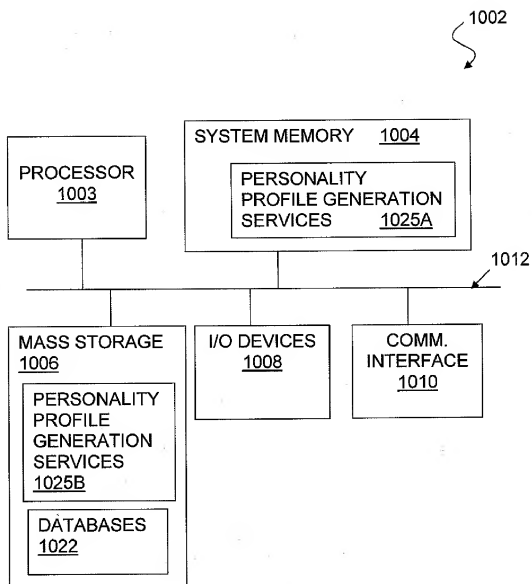 1002
SYSTEM MEMORY 1004
PERSONALITY
PROFILE GENERATION
SERVICES 1025A
PROCESSOR
1003
1012
MASS STORAGE
1006
PERSONALITY
PROFILE
GENERATION
SERVICES
1025B
DATABASES
1022
I/O DEVICES
1008
COMM.
INTERFACE
1010